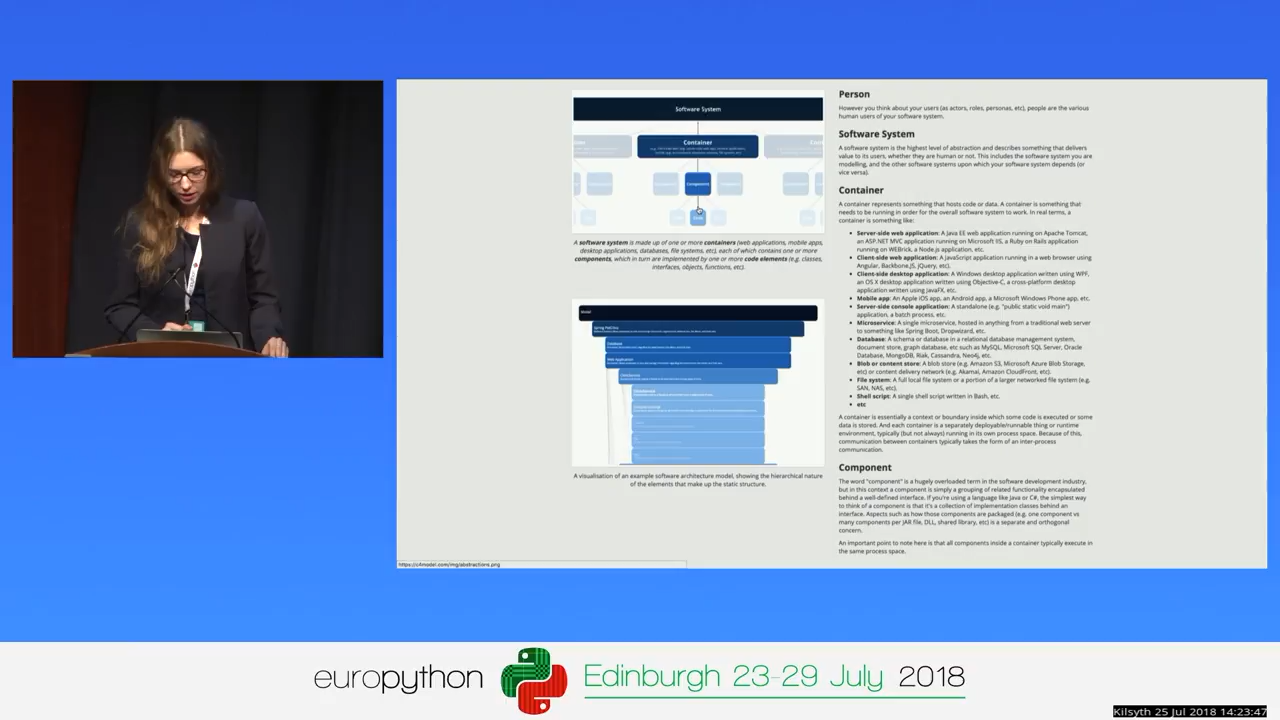 Software System
Container
Component
A software system is made up of one or more containers (web applications, mobile apps,
desktop applications, databases, file systems, etc), each of which contains one or more
components, which in turn are implemented by one or more code elements (e.g. classes,
interfaces, objects, functions, etc).
Model
Spring PetClinic
Database
Web Application
A visualisation of an example software architecture model, showing the hierarchical nature
of the elements that make up the static structure.
https://c4model.com/img/abstractions.png
Person
However you think about your users (as actors, roles, personas, etc), people are the various
human users of your software system.
Software System
A software system is the highest level of abstraction and describes something that delivers
value to its users, whether they are human or not. This includes the software system you are
modelling, and the other software systems upon which your software system depends (or
vice versa).
Container
A container represents something that hosts code or data. A container is something that
needs to be running in order for the overall software system to work. In real terms, a
container is something like:
• Server-side web application: A Java EE web application running on Apache Tomcat,
an ASP.NET MVC application running on Microsoft IIS, a Ruby on Rails application
running on WEBrick, a Node.js application, etc.
• Client-side web application: A JavaScript application running in a web browser using
Angular, Backbone.JS, jQuery, etc).
• Client-side desktop application: A Windows desktop application written using WPF,
an OS X desktop application written using Objective-C, a cross-platform desktop
application written using JavaFX, etc.
• Mobile app: An Apple iOS app, an Android app, a Microsoft Windows Phone app, etc.
• Server-side console application: A standalone (e.g. "public static void main")
application, a batch process, etc.
• Microservice: A single microservice, hosted in anything from a traditional web server
to something like Spring Boot, Dropwizard, etc.
• Database: A schema or database in a relational database management system,
document store, graph database, etc such as MySQL, Microsoft SQL Server, Oracle
Database, MongoDB, Riak, Cassandra, Neo4j, etc.
• Blob or content store: A blob store (e.g. Amazon S3, Microsoft Azure Blob Storage,
etc) or content delivery network (e.g. Akamai, Amazon CloudFront, etc).
• File system: A full local file system or a portion of a larger networked file system (e.g.
SAN, NAS, etc).
• Shell script: A single shell script written in Bash, etc.
• etc
A container is essentially a context or boundary inside which some code is executed or some
data is stored. And each container is a separately deployable/runnable thing or runtime
environment, typically (but not always) running in its own process space. Because of this,
communication between containers typically takes the form of an inter-process
communication.
Component
The word "component" is a hugely overloaded term in the software development industry,
but in this context a component is simply a grouping of related functionality encapsulated
behind a well-defined interface. If you're using a language like Java or C#, the simplest way
to think of a component is that it's a collection of implementation classes behind an
interface. Aspects such as how those components are packaged (e.g. one component vs
many components per JAR file, DLL, shared library, etc) is a separate and orthogonal
concern.
An important point to note here is that all components inside a container typically execute in
the same process space.
europython
Edinburgh 23-29 July 2018
Kilsyth 25 Jul 2018 14:23:47